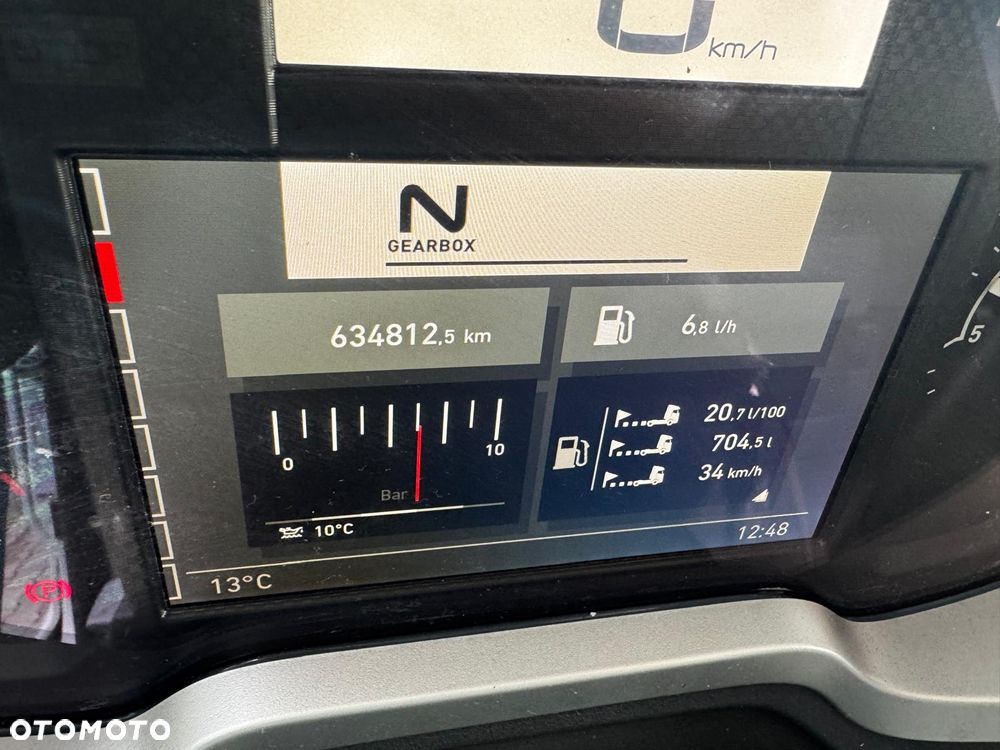 0 km/h
N
GEARBOX
634812,5 km
6,8 l/h
0
10
Bar
10°C
20,7 l/100
704,5 l
34 km/h
13°C
12:48
5
P
OTOMOTO